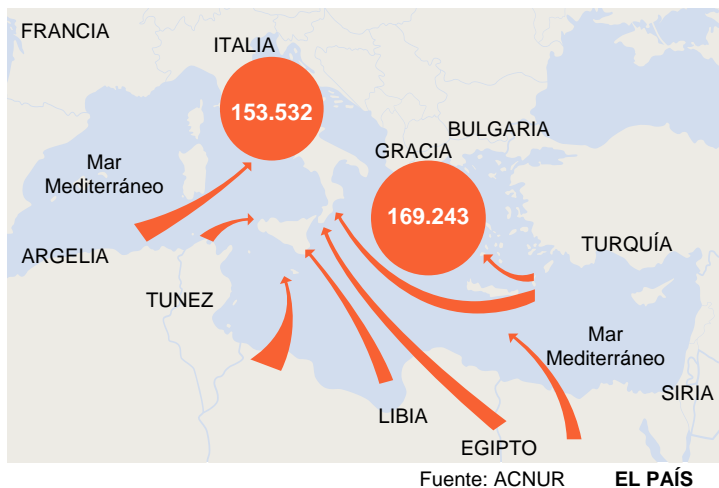 FRANCIA
ITALIA
153.532
BULGARIA
GRACIA
Mar
Mediterráneo
169.243
TURQUÍA
ARGELIA
TUNEZ
Mar
Mediterráneo
SIRIA
LIBIA
EGIPTO
Fuente: ACNUR EL PAÍS